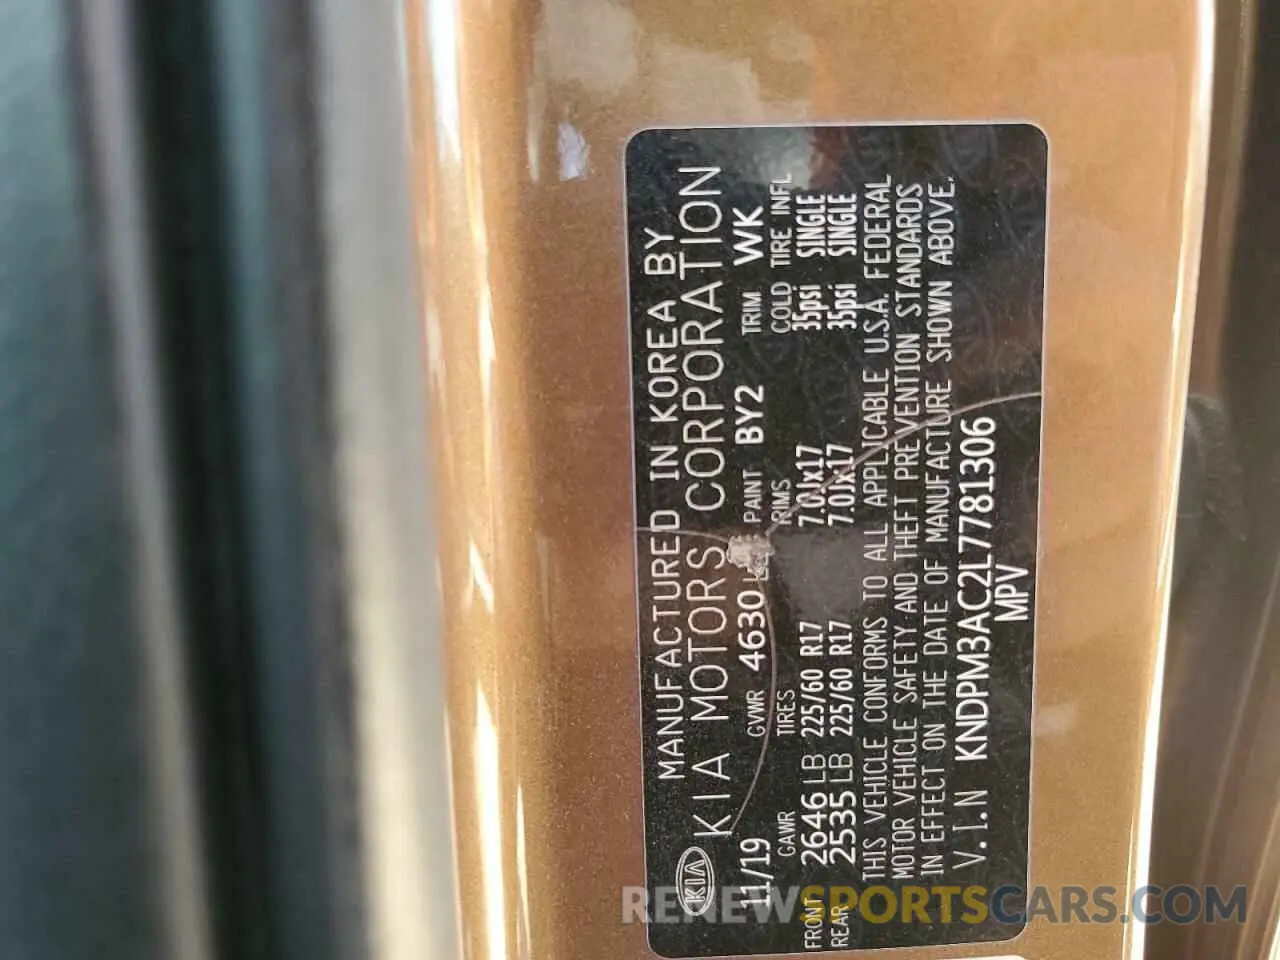 MANUFACTURED IN KOREA BY
KIA KIA MOTORS CORPORATION
11/19 GVWR 4630 PAINT BY2 TRIM WK
GAWR TIRES RIMS COLD TIRE INFL
FRONT 2646 LB 225/60 R17 7.0Jx17 35psi SINGLE
REAR 2535 LB 225/60 R17 7.0Jx17 35psi SINGLE
THIS VEHICLE CONFORMS TO ALL APPLICABLE U.S.A. FEDERAL
MOTOR VEHICLE SAFETY AND THEFT PREVENTION STANDARDS
IN EFFECT ON THE DATE OF MANUFACTURE SHOWN ABOVE.
V.I.N KNDPM3AC2L7781306
MPV
RENEWSPORTSCARS.COM